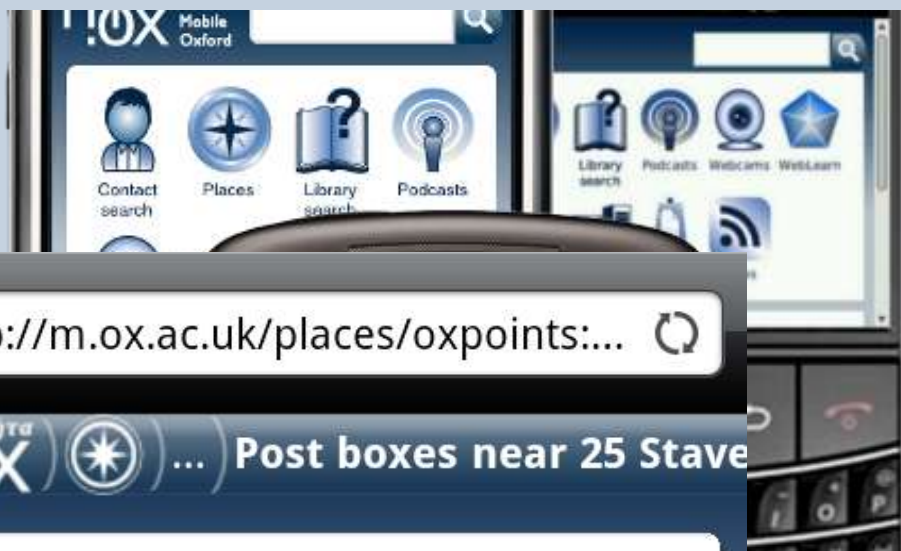 Mobile
Oxford
Contact
search
Places
Library
search
Podcasts
Library
search
Podcasts
Webcams
WebLearn
://m.ox.ac.uk/places/oxpoints:...
... Post boxes near 25 Stave
I
O
P